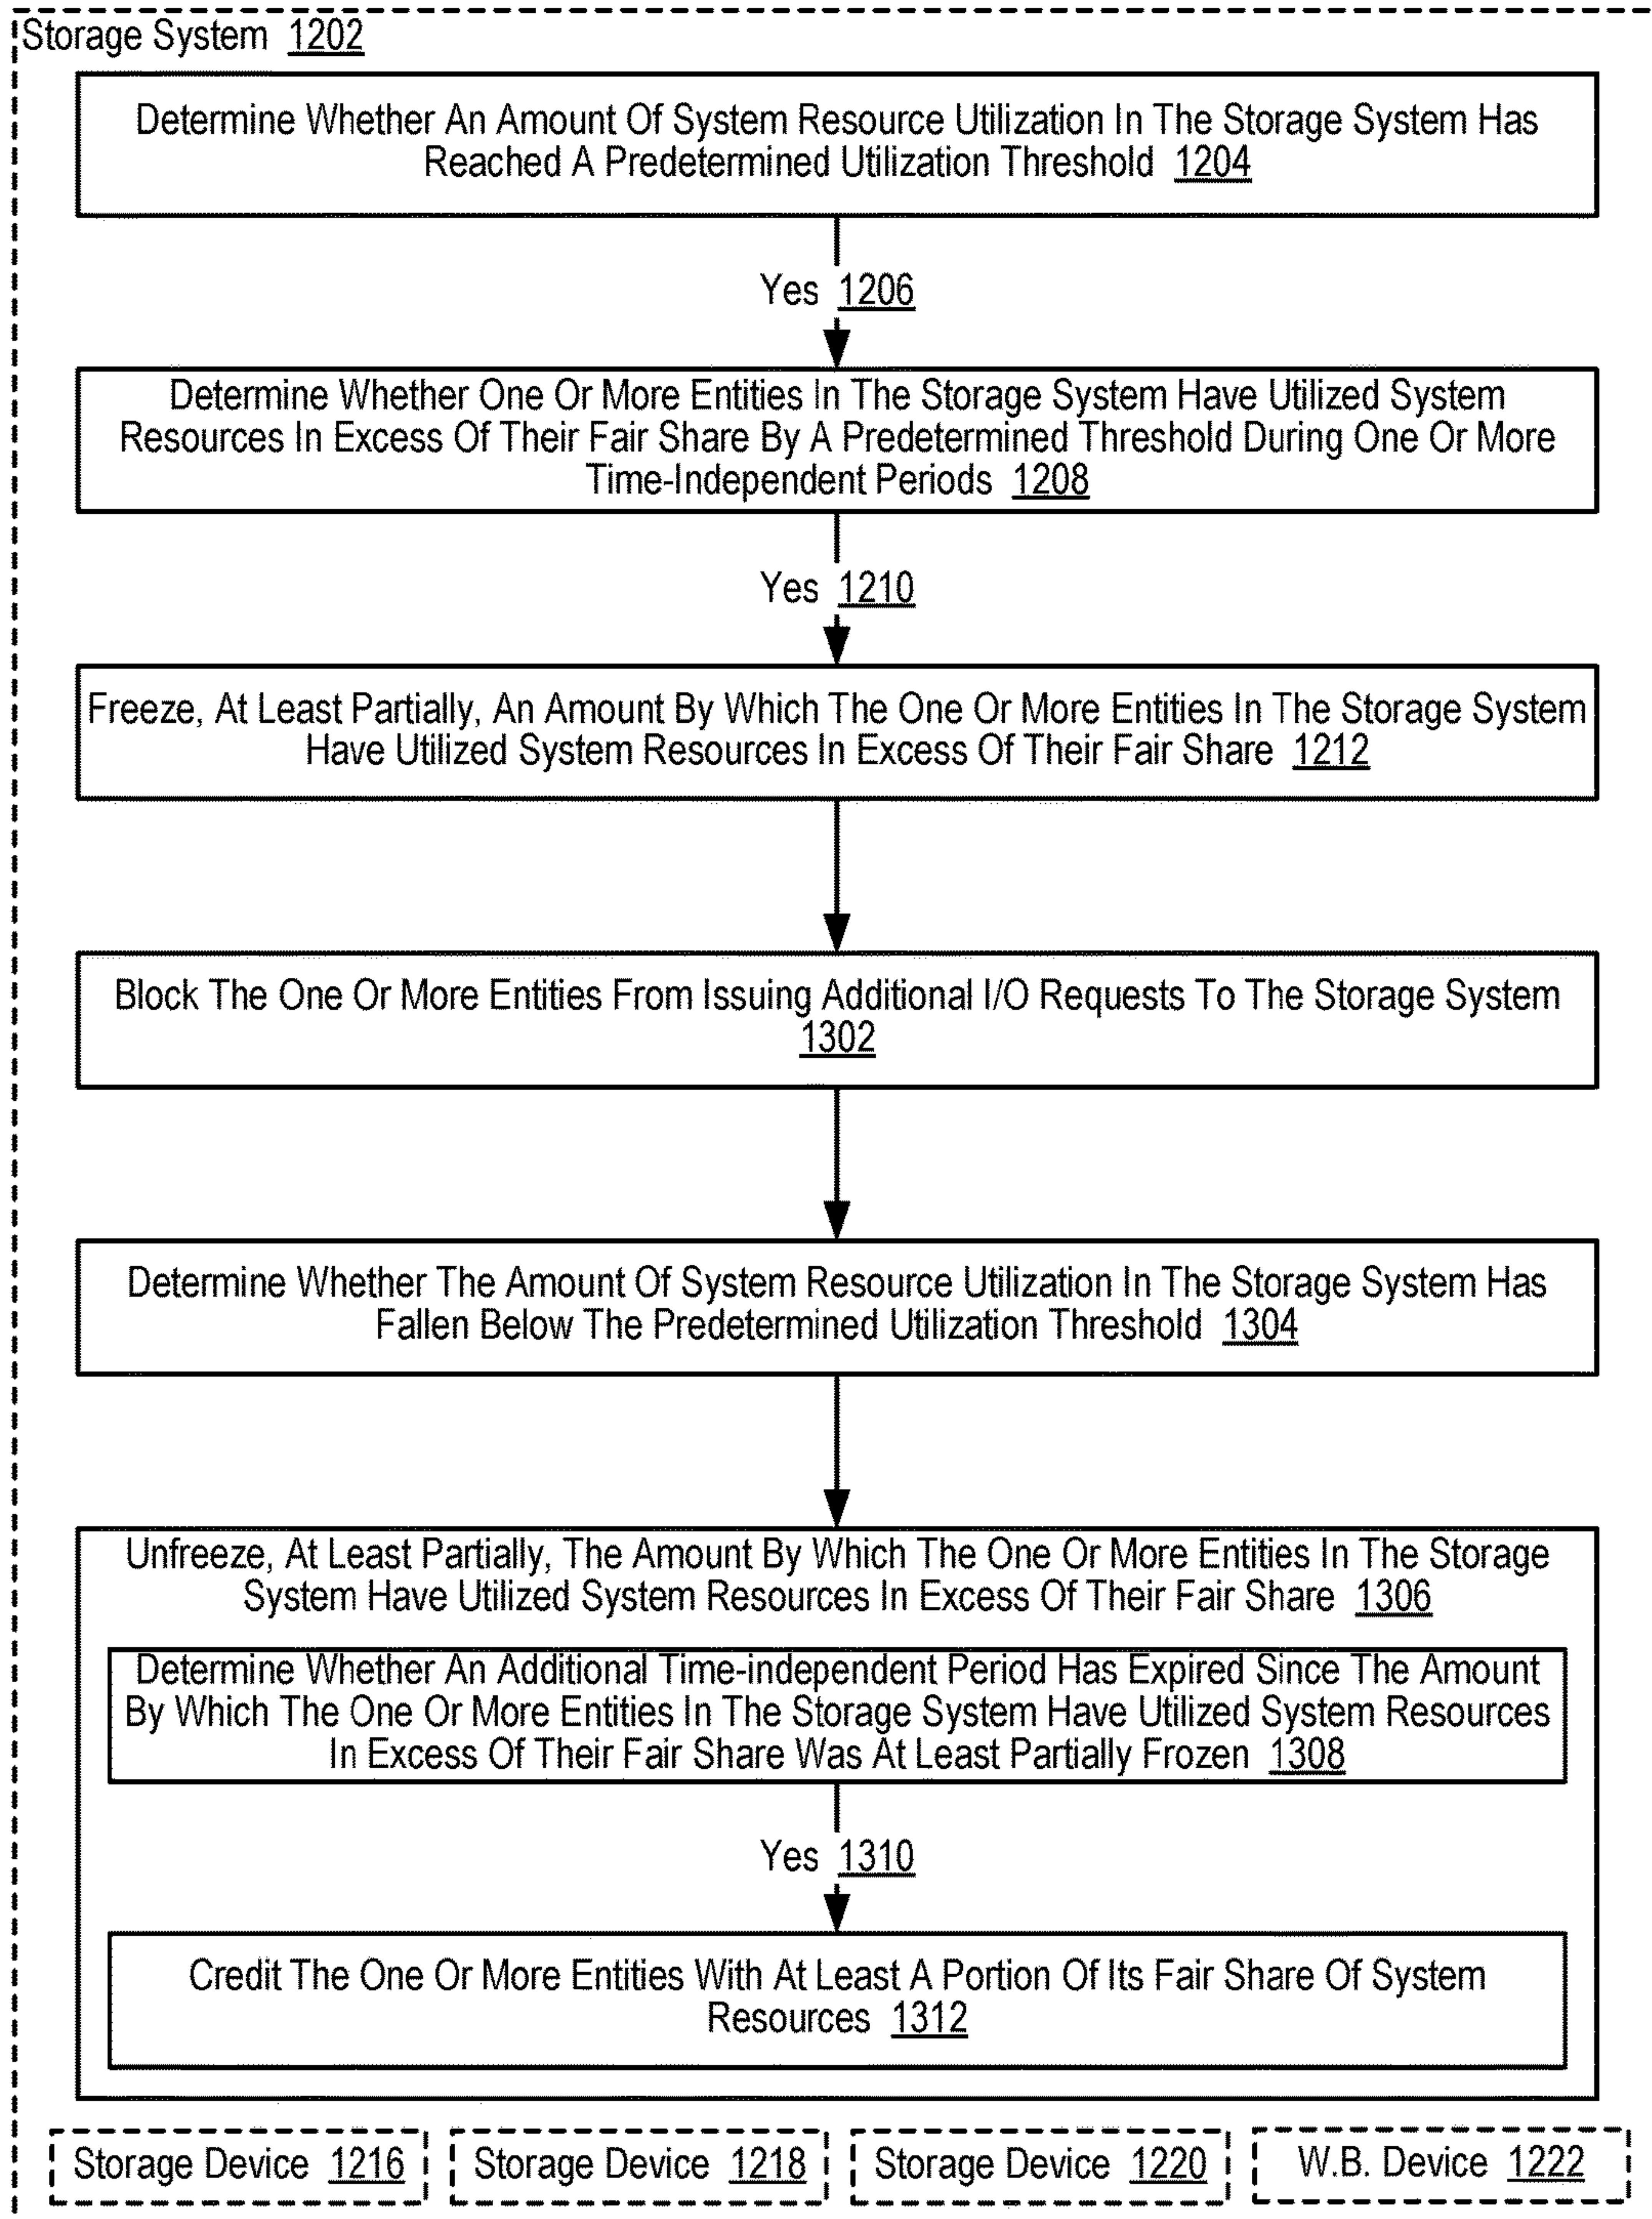 Storage System 1202
Determine Whether An Amount Of System Resource Utilization In The Storage System Has
Reached A Predetermined Utilization Threshold 1204
Yes 1206
Determine Whether One Or More Entities In The Storage System Have Utilized System
Resources In Excess Of Their Fair Share By A Predetermined Threshold During One Or More
Time-Independent Periods 1208
Yes 1210
Freeze, At Least Partially, An Amount By Which The One Or More Entities In The Storage System
Have Utilized System Resources In Excess Of Their Fair Share 1212
Block The One Or More Entities From Issuing Additional I/O Requests To The Storage System
1302
Determine Whether The Amount Of System Resource Utilization In The Storage System Has
Fallen Below The Predetermined Utilization Threshold 1304
Unfreeze, At Least Partially, The Amount By Which The One Or More Entities In The Storage
System Have Utilized System Resources In Excess Of Their Fair Share 1306
Determine Whether An Additional Time-independent Period Has Expired Since The Amount
By Which The One Or More Entities In The Storage System Have Utilized System Resources
In Excess Of Their Fair Share Was At Least Partially Frozen 1308
Yes 1310
Credit The One Or More Entities With At Least A Portion Of Its Fair Share Of System
Resources 1312
Storage Device 1216
Storage Device 1218
Storage Device 1220
W.B. Device 1222